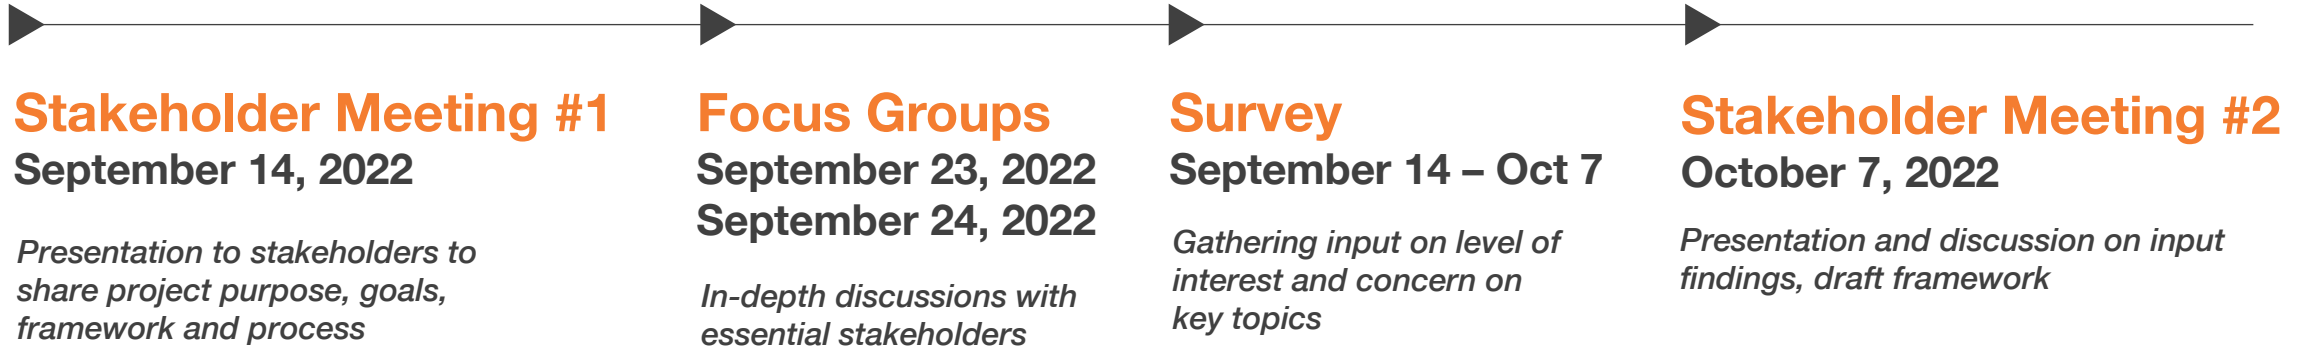 Stakeholder Meeting #1
September 14, 2022
Presentation to stakeholders to
share project purpose, goals,
framework and process
Focus Groups
September 23, 2022
September 24, 2022
In-depth discussions with
essential stakeholders
Survey
September 14 – Oct 7
Gathering input on level of
interest and concern on
key topics
Stakeholder Meeting #2
October 7, 2022
Presentation and discussion on input
findings, draft framework